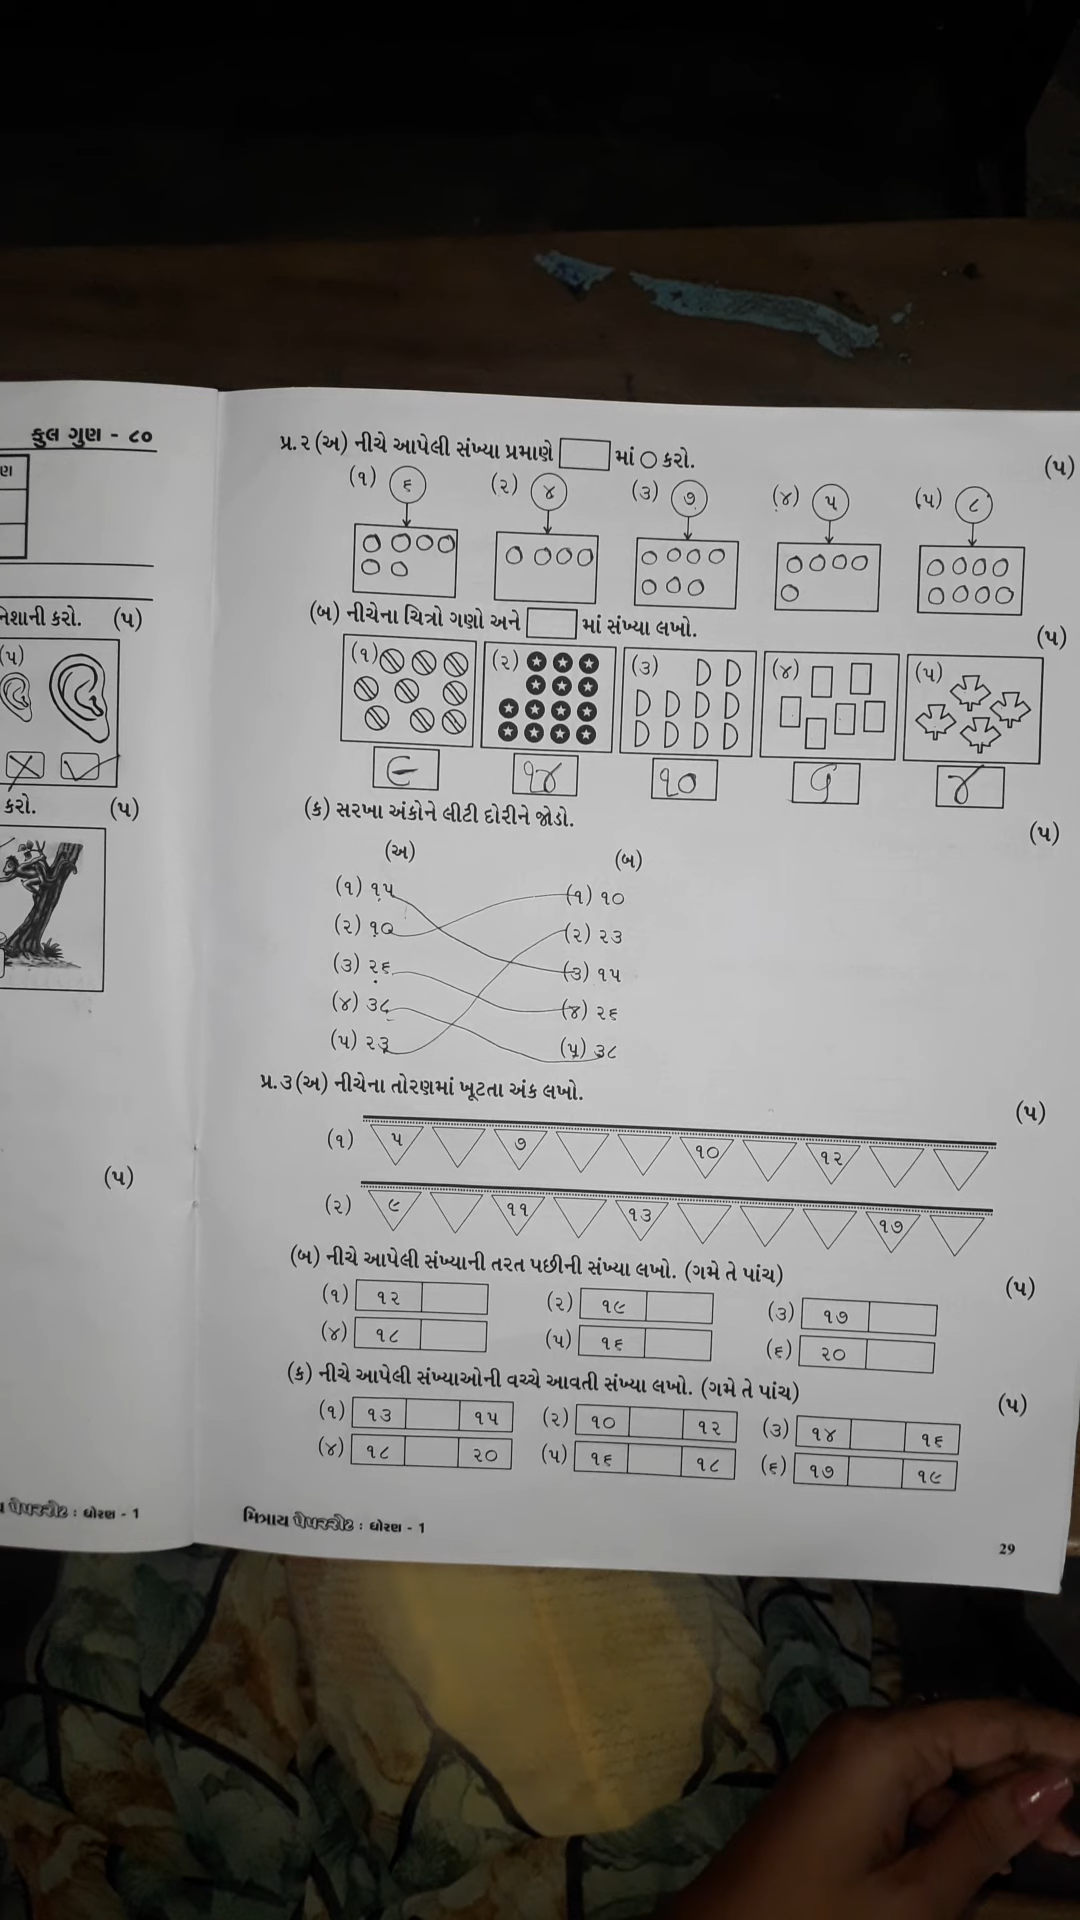 કુલ ગુણ - ૮૦
ણ
નિશાની કરો. (૫)
(૫)
કરો. (૫)
(૫)
પેપરસેટ : ધોરણ - 1
પ્ર.૨ (અ) નીચે આપેલી સંખ્યા પ્રમાણે માં ○ કરો. (૫)
(૧) ૬ (૨) ૪ (૩) ૭ (૪) ૫ (૫) ૮
(બ) નીચેના ચિત્રો ગણો અને માં સંખ્યા લખો. (૫)
(૧) (૨) (૩) (૪) (૫)
૯ ૧૪ ૧૦ ૪
(ક) સરખા અંકોને લીટી દોરીને જોડો. (૫)
(અ) (બ)
(૧) ૧૫ (૧) ૧૦
(૨) ૧૦ (૨) ૨૩
(૩) ૨૬ (૩) ૧૫
(૪) ૩૮ (૪) ૨૬
(૫) ૨૩ (૫) ૩૮
પ્ર.૩ (અ) નીચેના તોરણમાં ખૂટતા અંક લખો. (૫)
(૧) ૫ ૭ ૧૦ ૧૨
(૨) ૯ ૧૧ ૧૩ ૧૭
(બ) નીચે આપેલી સંખ્યાની તરત પછીની સંખ્યા લખો. (ગમે તે પાંચ) (૫)
(૧) ૧૨ (૨) ૧૯ (૩) ૧૭
(૪) ૧૮ (૫) ૧૬ (૬) ૨૦
(ક) નીચે આપેલી સંખ્યાઓની વચ્ચે આવતી સંખ્યા લખો. (ગમે તે પાંચ) (૫)
(૧) ૧૩ ૧૫ (૨) ૧૦ ૧૨ (૩) ૧૪ ૧૬
(૪) ૧૮ ૨૦ (૫) ૧૬ ૧૮ (૬) ૧૭ ૧૯
મિત્રાય પેપરસેટ : ધોરણ - 1
29